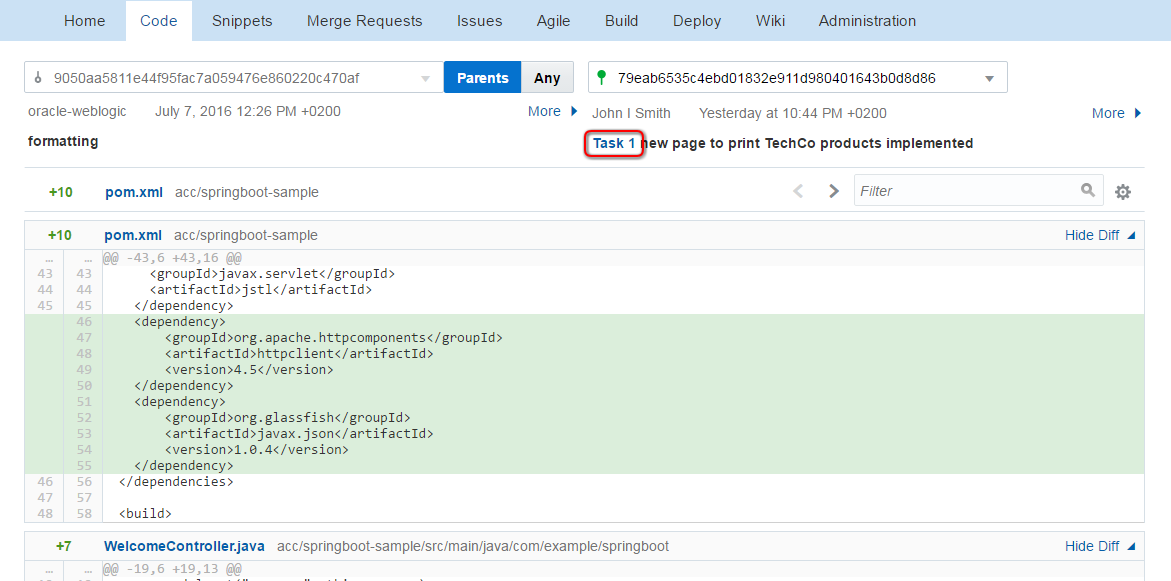 Home Code Snippets Merge Requests Issues Agile Build Deploy Wiki Administration
9050aa5811e44f95fac7a059476e860220c470af Parents Any 79eab6535c4ebd01832e911d980401643b0d8d86
oracle-weblogic July 7, 2016 12:26 PM +0200 More John I Smith Yesterday at 10:44 PM +0200 More
formatting Task 1 new page to print TechCo products implemented
+10 pom.xml acc/springboot-sample Filter
+10 pom.xml acc/springboot-sample Hide Diff
... ... @@ -43,6 +43,16 @@
43 43 <groupId>javax.servlet</groupId>
44 44 <artifactId>jstl</artifactId>
45 45 </dependency>
46 <dependency>
47 <groupId>org.apache.httpcomponents</groupId>
48 <artifactId>httpclient</artifactId>
49 <version>4.5</version>
50 </dependency>
51 <dependency>
52 <groupId>org.glassfish</groupId>
53 <artifactId>javax.json</artifactId>
54 <version>1.0.4</version>
55 </dependency>
46 56 </dependencies>
47 57
48 58 <build>
+7 WelcomeController.java acc/springboot-sample/src/main/java/com/example/springboot Hide Diff
... ... @@ -19,6 +19,13 @@